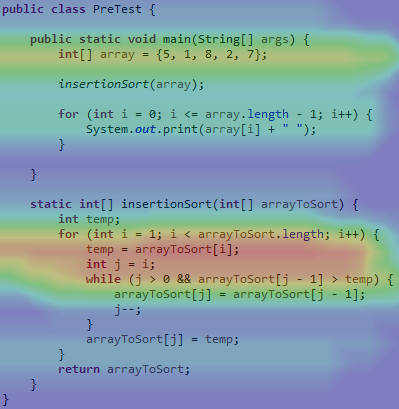 public class PreTest {
public static void main(String[] args) {
int[] array = {5, 1, 8, 2, 7};
insertionSort(array);
for (int i = 0; i <= array.length - 1; i++) {
System.out.print(array[i] + " ");
}
}
static int[] insertionSort(int[] arrayToSort) {
int temp;
for (int i = 1; i < arrayToSort.length; i++) {
temp = arrayToSort[i];
int j = i;
while (j > 0 && arrayToSort[j - 1] > temp) {
arrayToSort[j] = arrayToSort[j - 1];
j--;
}
arrayToSort[j] = temp;
}
return arrayToSort;
}
}